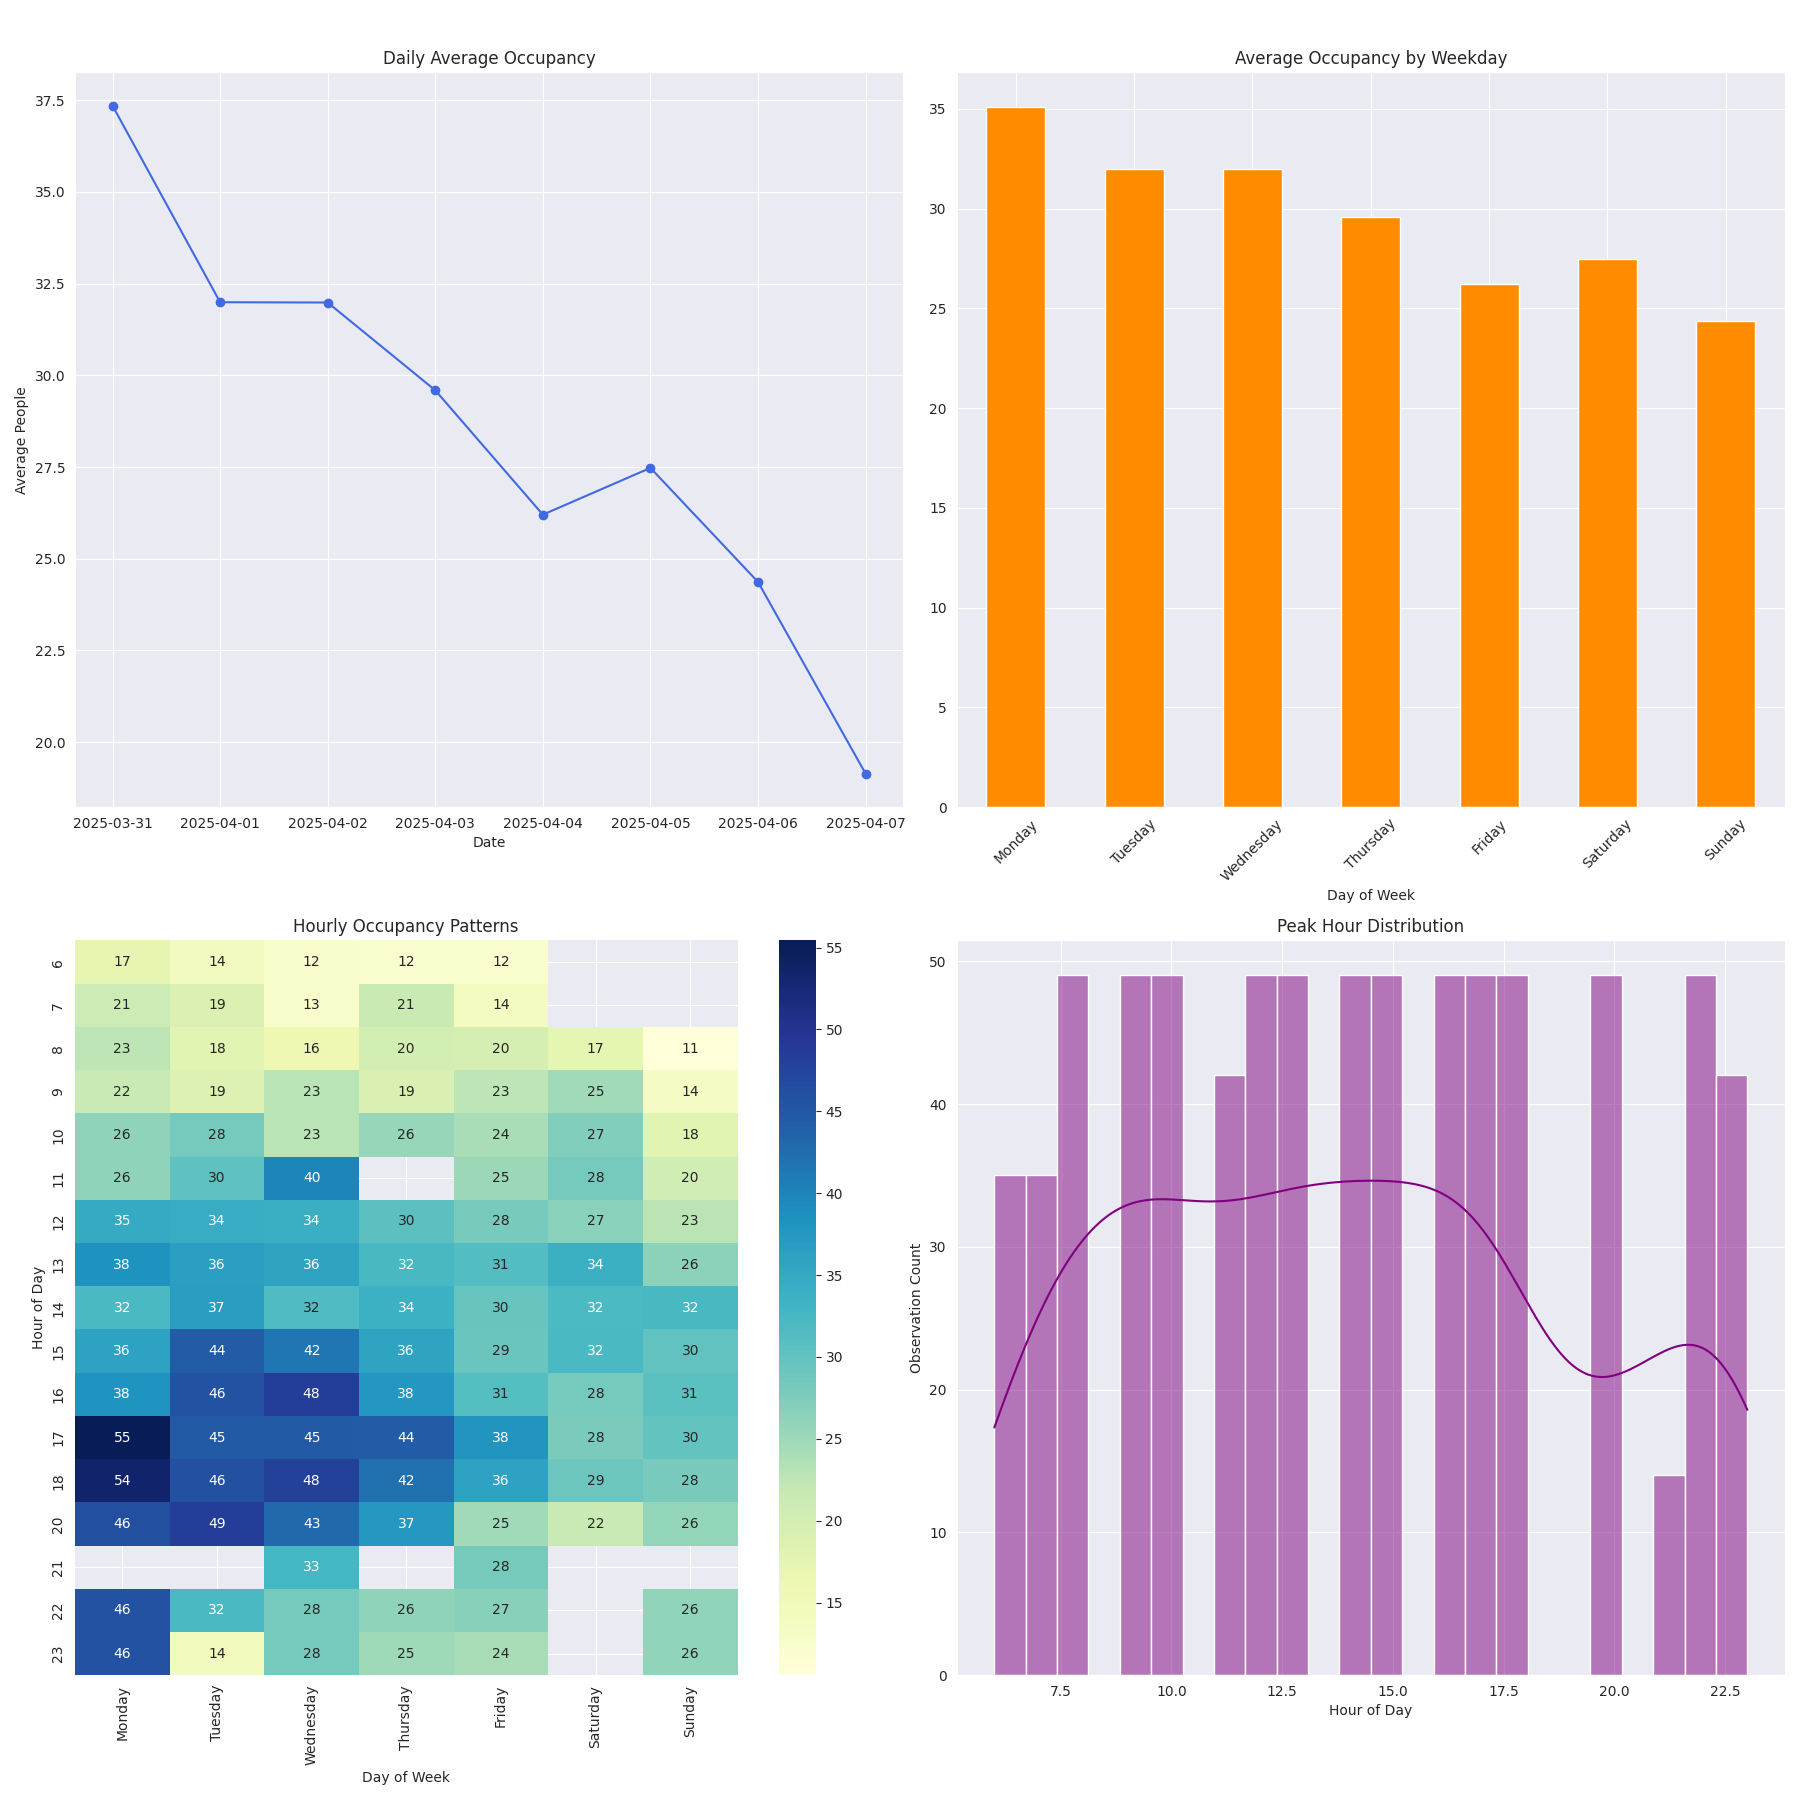 Daily Average Occupancy
Average People
37.5
35.0
32.5
30.0
27.5
25.0
22.5
20.0
2025-03-31 2025-04-01 2025-04-02 2025-04-03 2025-04-04 2025-04-05 2025-04-06 2025-04-07
Date
Average Occupancy by Weekday
35
30
25
20
15
10
5
0
Monday Tuesday Wednesday Thursday Friday Saturday Sunday
Day of Week
Hourly Occupancy Patterns
Hour of Day
6 17 14 12 12 12
7 21 19 13 21 14
8 23 18 16 20 20 17 11
9 22 19 23 19 23 25 14
10 26 28 23 26 24 27 18
11 26 30 40 25 28 20
12 35 34 34 30 28 27 23
13 38 36 36 32 31 34 26
14 32 37 32 34 30 32 32
15 36 44 42 36 29 32 30
16 38 46 48 38 31 28 31
17 55 45 45 44 38 28 30
18 54 46 48 42 36 29 28
20 46 49 43 37 25 22 26
21 33 28
22 46 32 28 26 27 26
23 46 14 28 25 24 26
Monday Tuesday Wednesday Thursday Friday Saturday Sunday
Day of Week
55
50
45
40
35
30
25
20
15
Peak Hour Distribution
Observation Count
50
40
30
20
10
0
7.5 10.0 12.5 15.0 17.5 20.0 22.5
Hour of Day